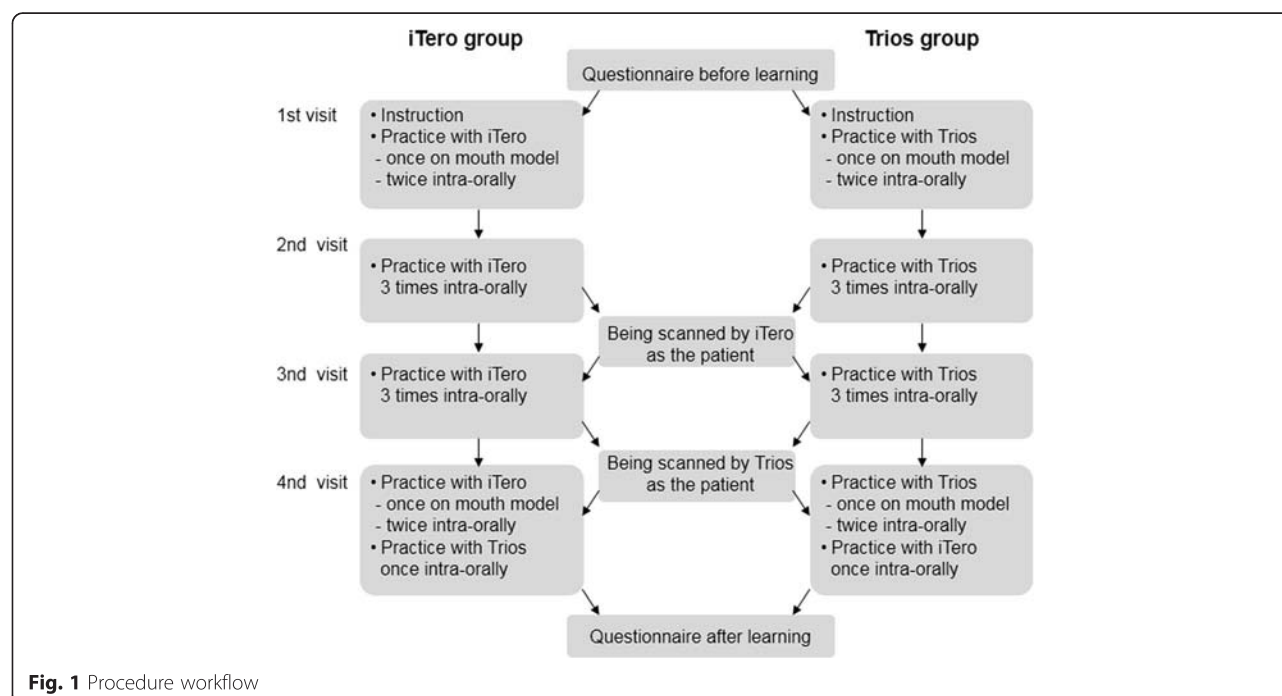 iTero group
Trios group
Questionnaire before learning
1st visit
• Instruction
• Practice with iTero
- once on mouth model
- twice intra-orally
• Instruction
• Practice with Trios
- once on mouth model
- twice intra-orally
2nd visit
• Practice with iTero
3 times intra-orally
• Practice with Trios
3 times intra-orally
Being scanned by iTero
as the patient
3nd visit
• Practice with iTero
3 times intra-orally
• Practice with Trios
3 times intra-orally
Being scanned by Trios
as the patient
4nd visit
• Practice with iTero
- once on mouth model
- twice intra-orally
• Practice with Trios
once intra-orally
• Practice with Trios
- once on mouth model
- twice intra-orally
• Practice with iTero
once intra-orally
Questionnaire after learning
Fig. 1 Procedure workflow